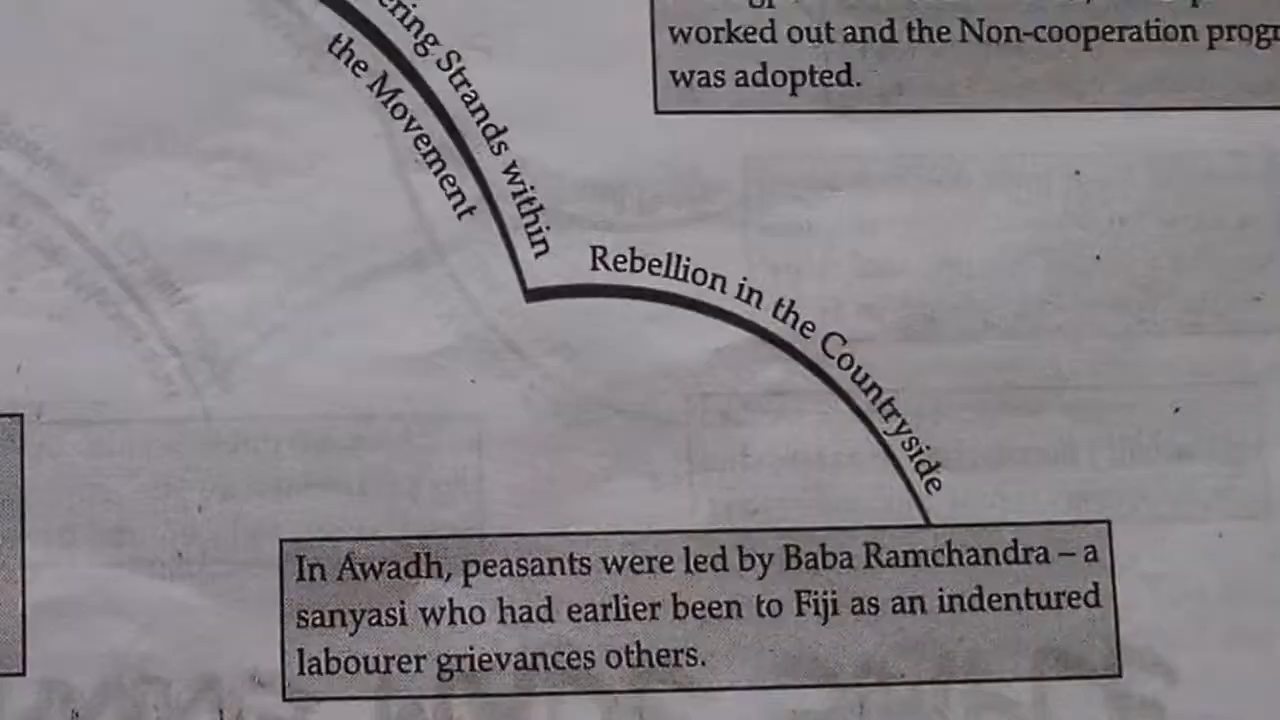 worked out and the Non-cooperation
was adopted.
Strands within
the Movement
Rebellion in the Countryside
In Awadh, peasants were led by Baba Ramchandra – a
sanyasi who had earlier been to Fiji as an indentured
labourer grievances others.